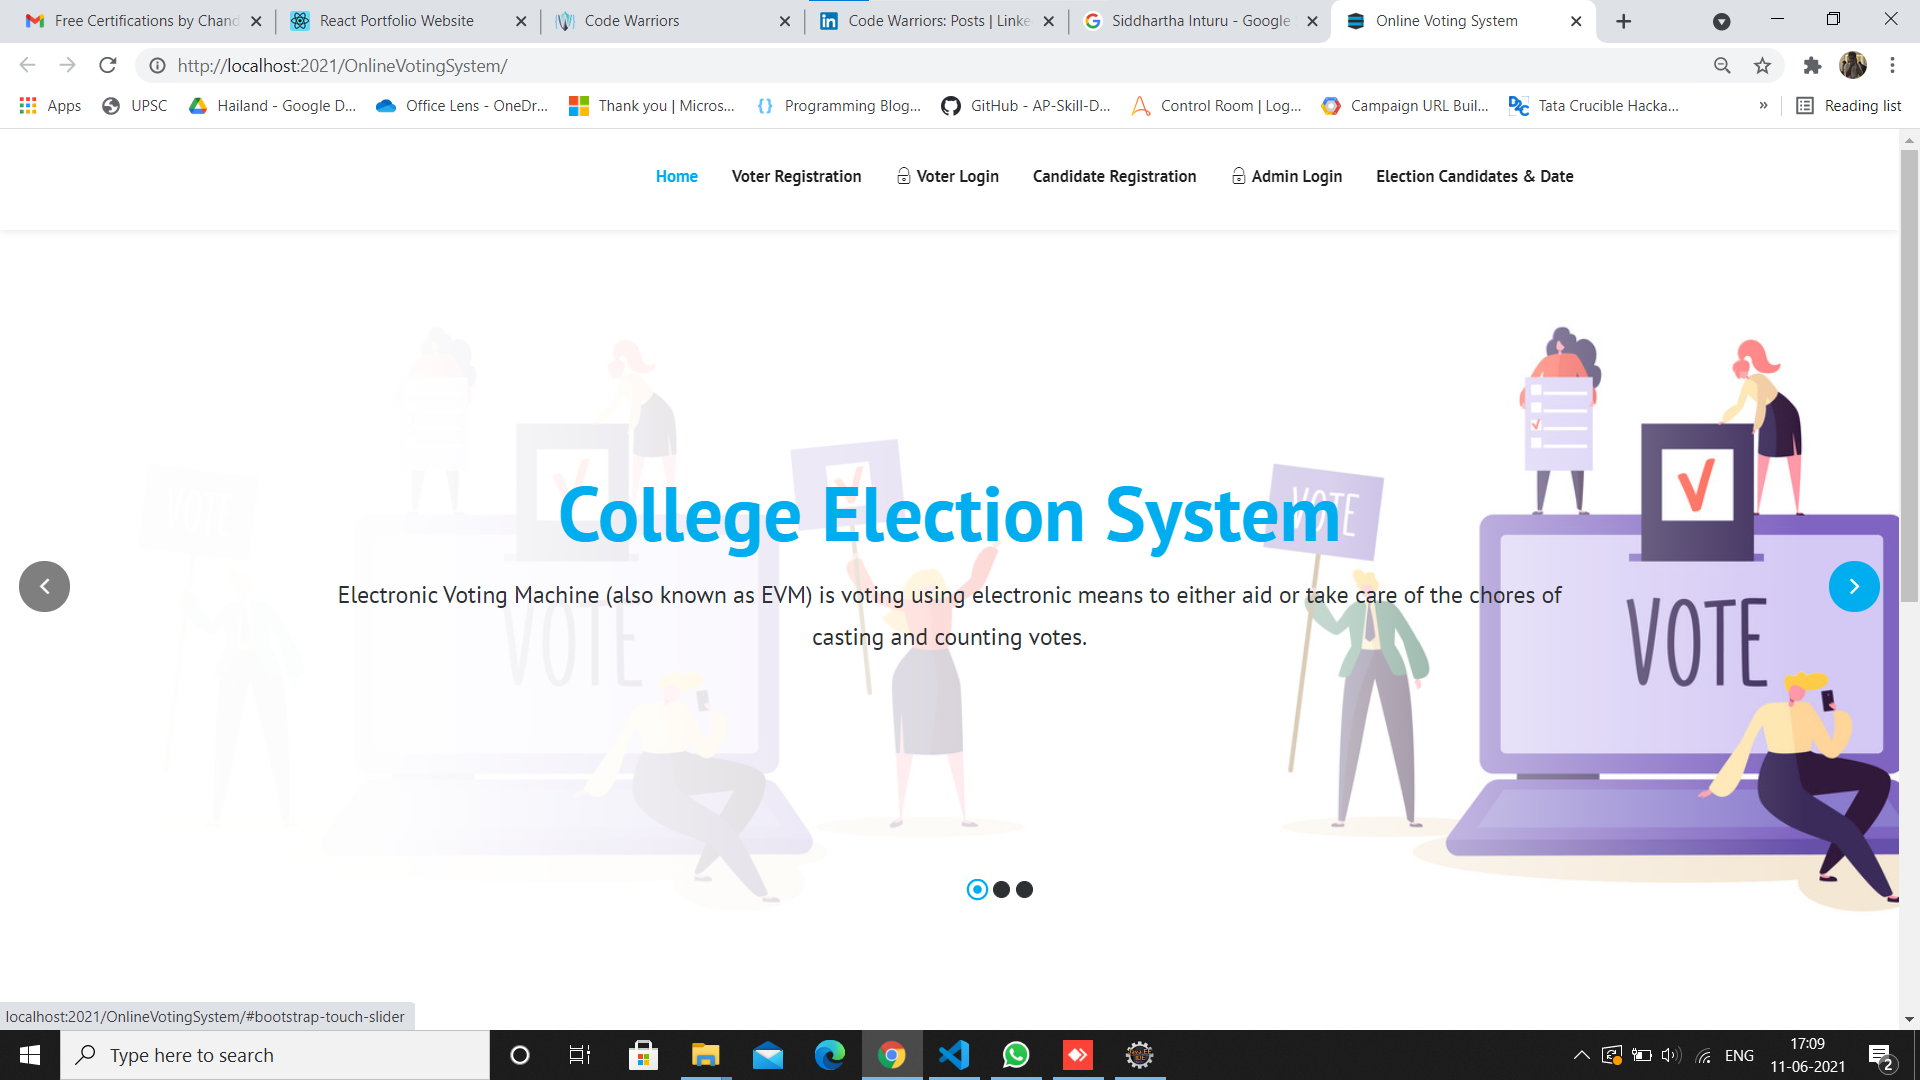 Free Certifications by Chand
React Portfolio Website
Code Warriors
Code Warriors: Posts | Linke
Siddhartha Inturu - Google
Online Voting System
http://localhost:2021/OnlineVotingSystem/
Apps
UPSC
Hailand - Google D...
Office Lens - OneDr...
Thank you | Micros...
Programming Blog...
GitHub - AP-Skill-D...
Control Room | Log...
Campaign URL Buil...
Tata Crucible Hacka...
»
Reading list
Home
Voter Registration
Voter Login
Candidate Registration
Admin Login
Election Candidates & Date
College Election System
Electronic Voting Machine (also known as EVM) is voting using electronic means to either aid or take care of the chores of
casting and counting votes.
VOTE
VOTE
VOTE
VOTE
localhost:2021/OnlineVotingSystem/#bootstrap-touch-slider
Type here to search
ENG
17:09
11-06-2021
2